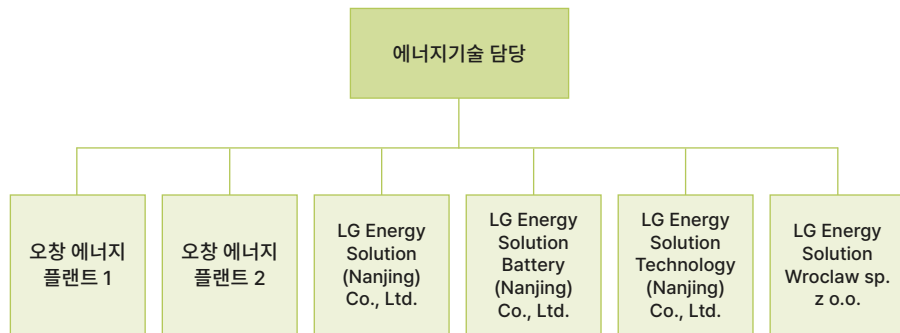 에너지기술 담당
오창 에너지
플랜트 1
오창 에너지
플랜트 2
LG Energy
Solution
(Nanjing)
Co., Ltd.
LG Energy
Solution
Battery
(Nanjing)
Co., Ltd.
LG Energy
Solution
Technology
(Nanjing)
Co., Ltd.
LG Energy
Solution
Wroclaw sp.
z o.o.